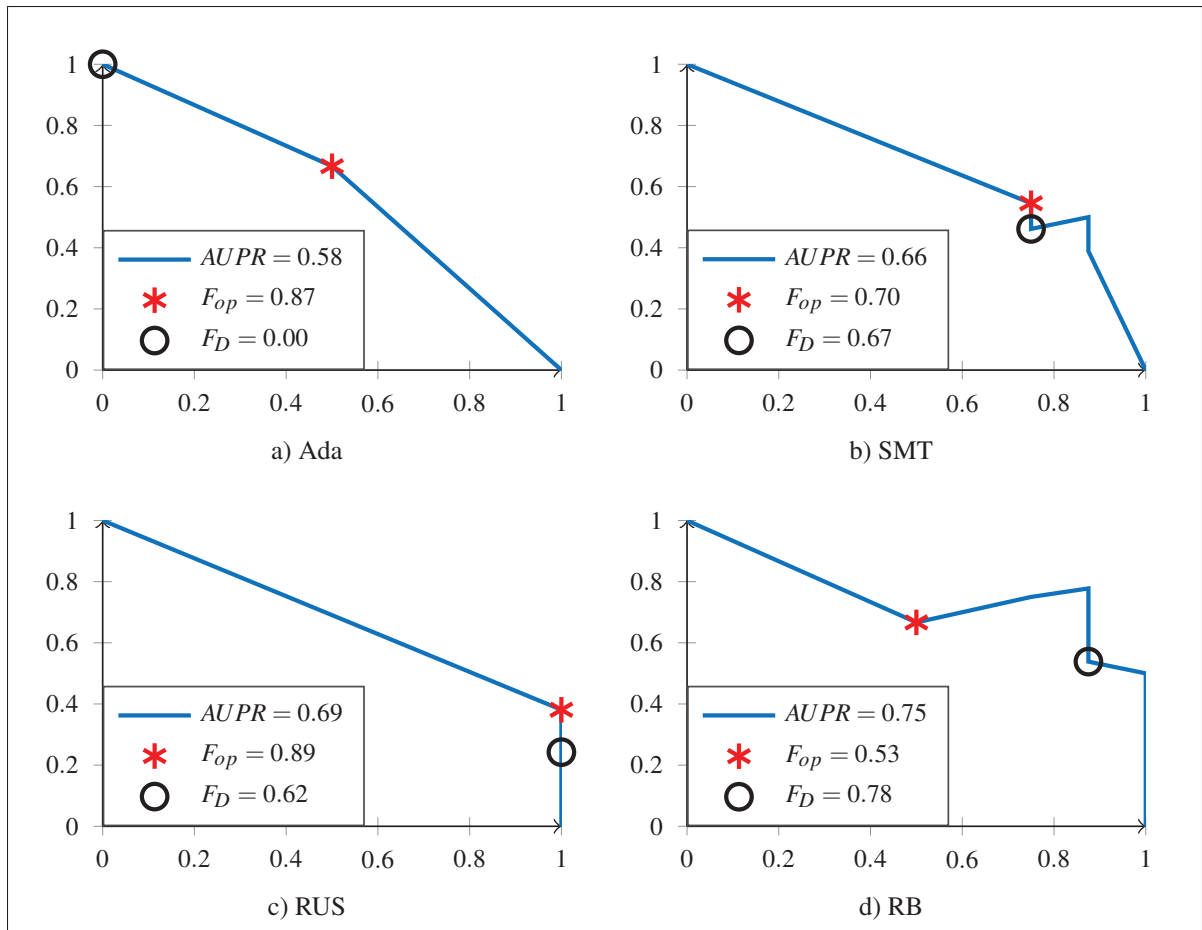 1
0.8
0.6
0.4
0.2
0
AUPR = 0.58
F_op = 0.87
F_D = 0.00
0 0.2 0.4 0.6 0.8 1
a) Ada
1
0.8
0.6
0.4
0.2
0
AUPR = 0.66
F_op = 0.70
F_D = 0.67
0 0.2 0.4 0.6 0.8 1
b) SMT
1
0.8
0.6
0.4
0.2
0
AUPR = 0.69
F_op = 0.89
F_D = 0.62
0 0.2 0.4 0.6 0.8 1
c) RUS
1
0.8
0.6
0.4
0.2
0
AUPR = 0.75
F_op = 0.53
F_D = 0.78
0 0.2 0.4 0.6 0.8 1
d) RB